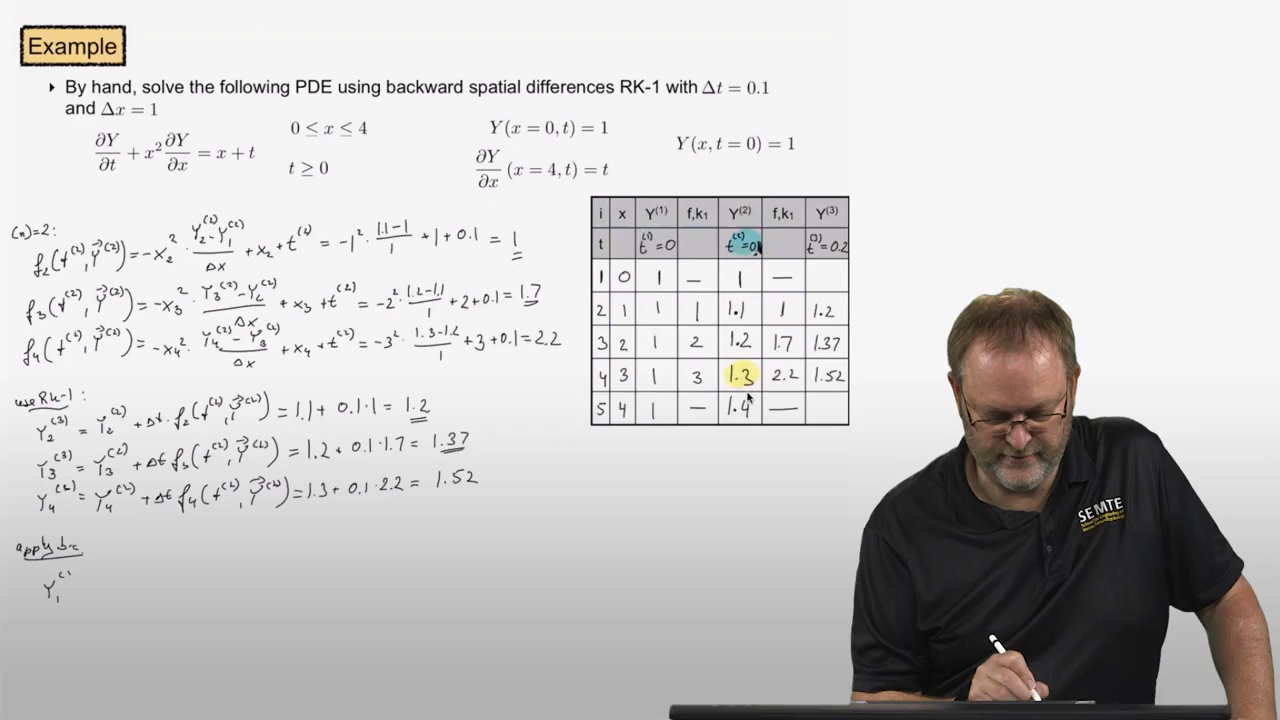 Example
▸ By hand, solve the following PDE using backward spatial differences RK-1 with Δt = 0.1
and Δx = 1
∂Y/∂t + x² ∂Y/∂x = x + t
0 ≤ x ≤ 4
t ≥ 0
Y(x = 0, t) = 1
∂Y/∂x (x = 4, t) = t
Y(x, t = 0) = 1
(n)=2:
f₂(t⁽²⁾, Y⃗⁽²⁾) = -x₂² · (Y₂⁽²⁾ - Y₁⁽²⁾)/Δx + x₂ + t⁽²⁾ = -1² · (1.1-1)/1 + 1 + 0.1 = 1
f₃(t⁽²⁾, Y⃗⁽²⁾) = -x₃² · (Y₃⁽²⁾ - Y₂⁽²⁾)/Δx + x₃ + t⁽²⁾ = -2² · (1.2-1.1)/1 + 2 + 0.1 = 1.7
f₄(t⁽²⁾, Y⃗⁽²⁾) = -x₄² · (Y₄⁽²⁾ - Y₃⁽²⁾)/Δx + x₄ + t⁽²⁾ = -3² · (1.3-1.2)/1 + 3 + 0.1 = 2.2
use RK-1:
Y₂⁽³⁾ = Y₂⁽²⁾ + Δt · f₂(t⁽²⁾, Y⃗⁽²⁾) = 1.1 + 0.1·1 = 1.2
Y₃⁽³⁾ = Y₃⁽²⁾ + Δt f₃(t⁽²⁾, Y⃗⁽²⁾) = 1.2 + 0.1·1.7 = 1.37
Y₄⁽²⁾ = Y₄⁽²⁾ + Δt f₄(t⁽²⁾, Y⃗⁽²⁾) = 1.3 + 0.1·2.2 = 1.52
apply bc
Y₁⁽
i x Y⁽¹⁾ f,k₁ Y⁽²⁾ f,k₁ Y⁽³⁾
t t⁽¹⁾=0 t⁽²⁾=0. t⁽³⁾=0.2
1 0 1 — 1 —
2 1 1 1 1.1 1 1.2
3 2 1 2 1.2 1.7 1.37
4 3 1 3 1.3 2.2 1.52
5 4 1 — 1.4 —
SEMTE